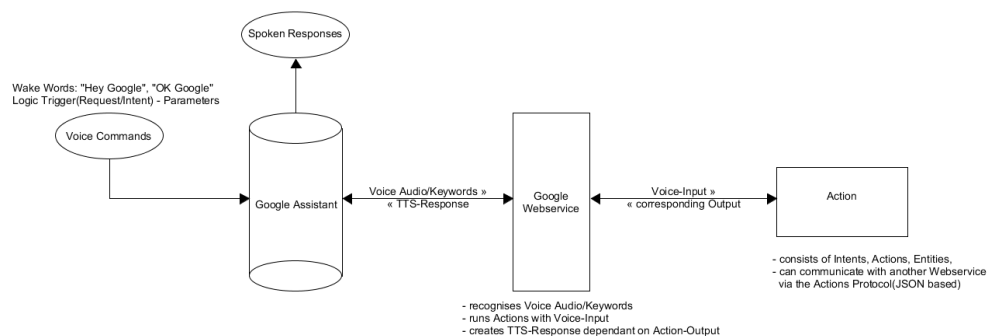 Spoken Responses
Wake Words: "Hey Google", "OK Google"
Logic Trigger(Request/Intent) - Parameters
Voice Commands
Google Assistant
Voice Audio/Keywords »
« TTS-Response
Google
Webservice
Voice-Input »
« corresponding Output
Action
- consists of Intents, Actions, Entities,
- can communicate with another Webservice
via the Actions Protocol(JSON based)
- recognises Voice Audio/Keywords
- runs Actions with Voice-Input
- creates TTS-Response dependant on Action-Output